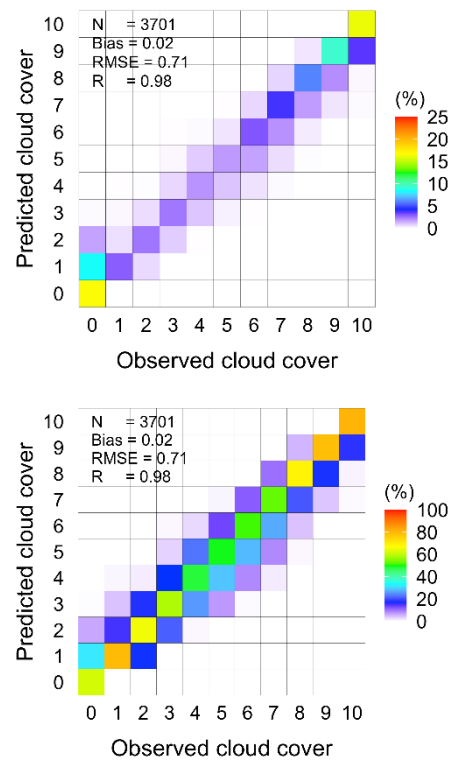 10
N = 3701
9
Bias = 0.02
RMSE = 0.71
8
R = 0.98
7
6
5
4
3
2
1
0
Predicted cloud cover
0 1 2 3 4 5 6 7 8 9 10
Observed cloud cover
(%)
25
20
15
10
5
0
10
N = 3701
9
Bias = 0.02
RMSE = 0.71
8
R = 0.98
7
6
5
4
3
2
1
0
Predicted cloud cover
0 1 2 3 4 5 6 7 8 9 10
Observed cloud cover
(%)
100
80
60
40
20
0